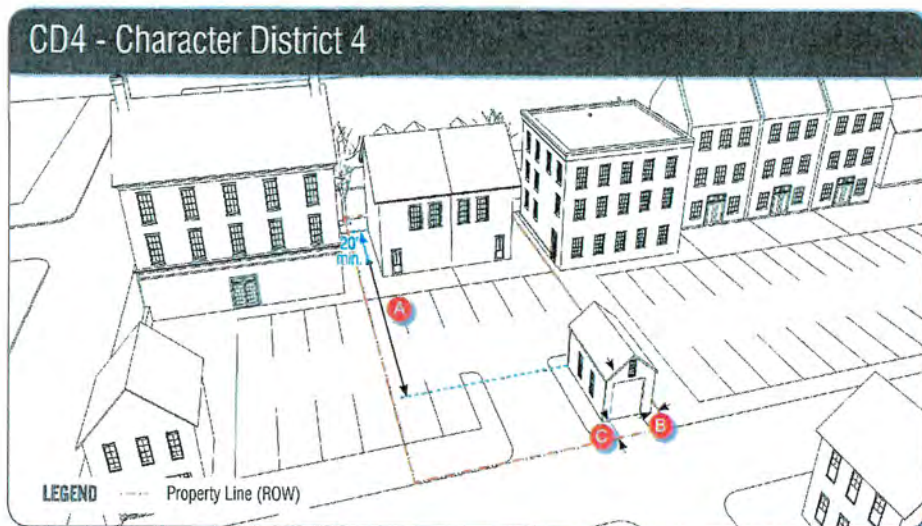 CD4 - Character District 4
20'
min.
A
B
C
LEGEND
Property Line (ROW)